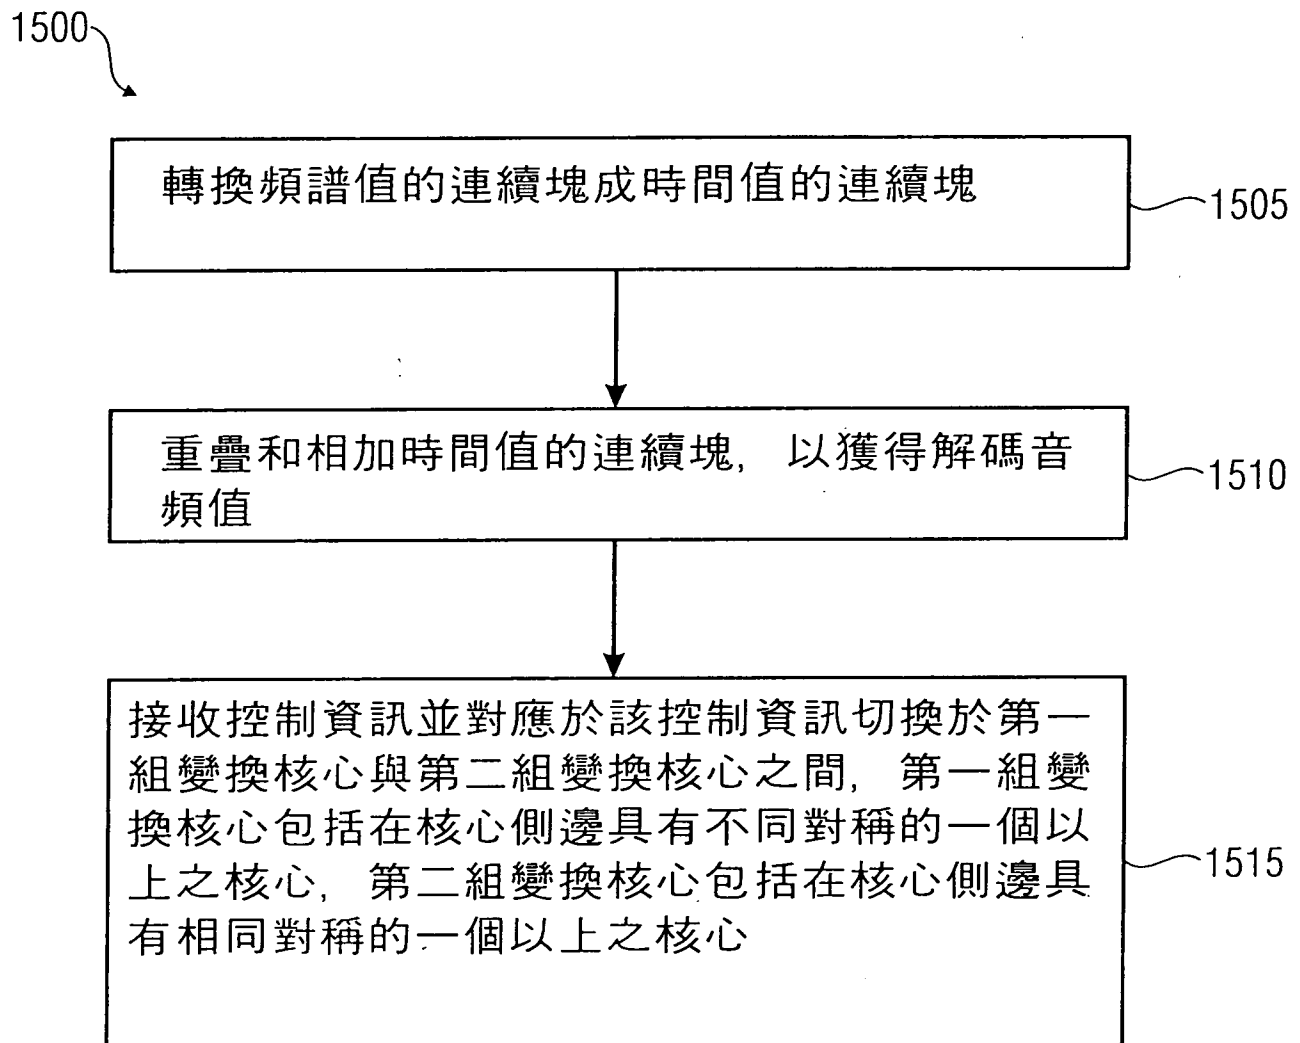 1500
轉換頻譜值的連續塊成時間值的連續塊
1505
重疊和相加時間值的連續塊, 以獲得解碼音
頻值
1510
接收控制資訊並對應於該控制資訊切換於第一
組變換核心與第二組變換核心之間, 第一組變
換核心包括在核心側邊具有不同對稱的一個以
上之核心, 第二組變換核心包括在核心側邊具
有相同對稱的一個以上之核心
1515